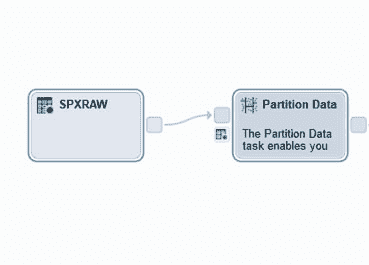 SPXRAW
Partition Data
The Partition Data
task enables you